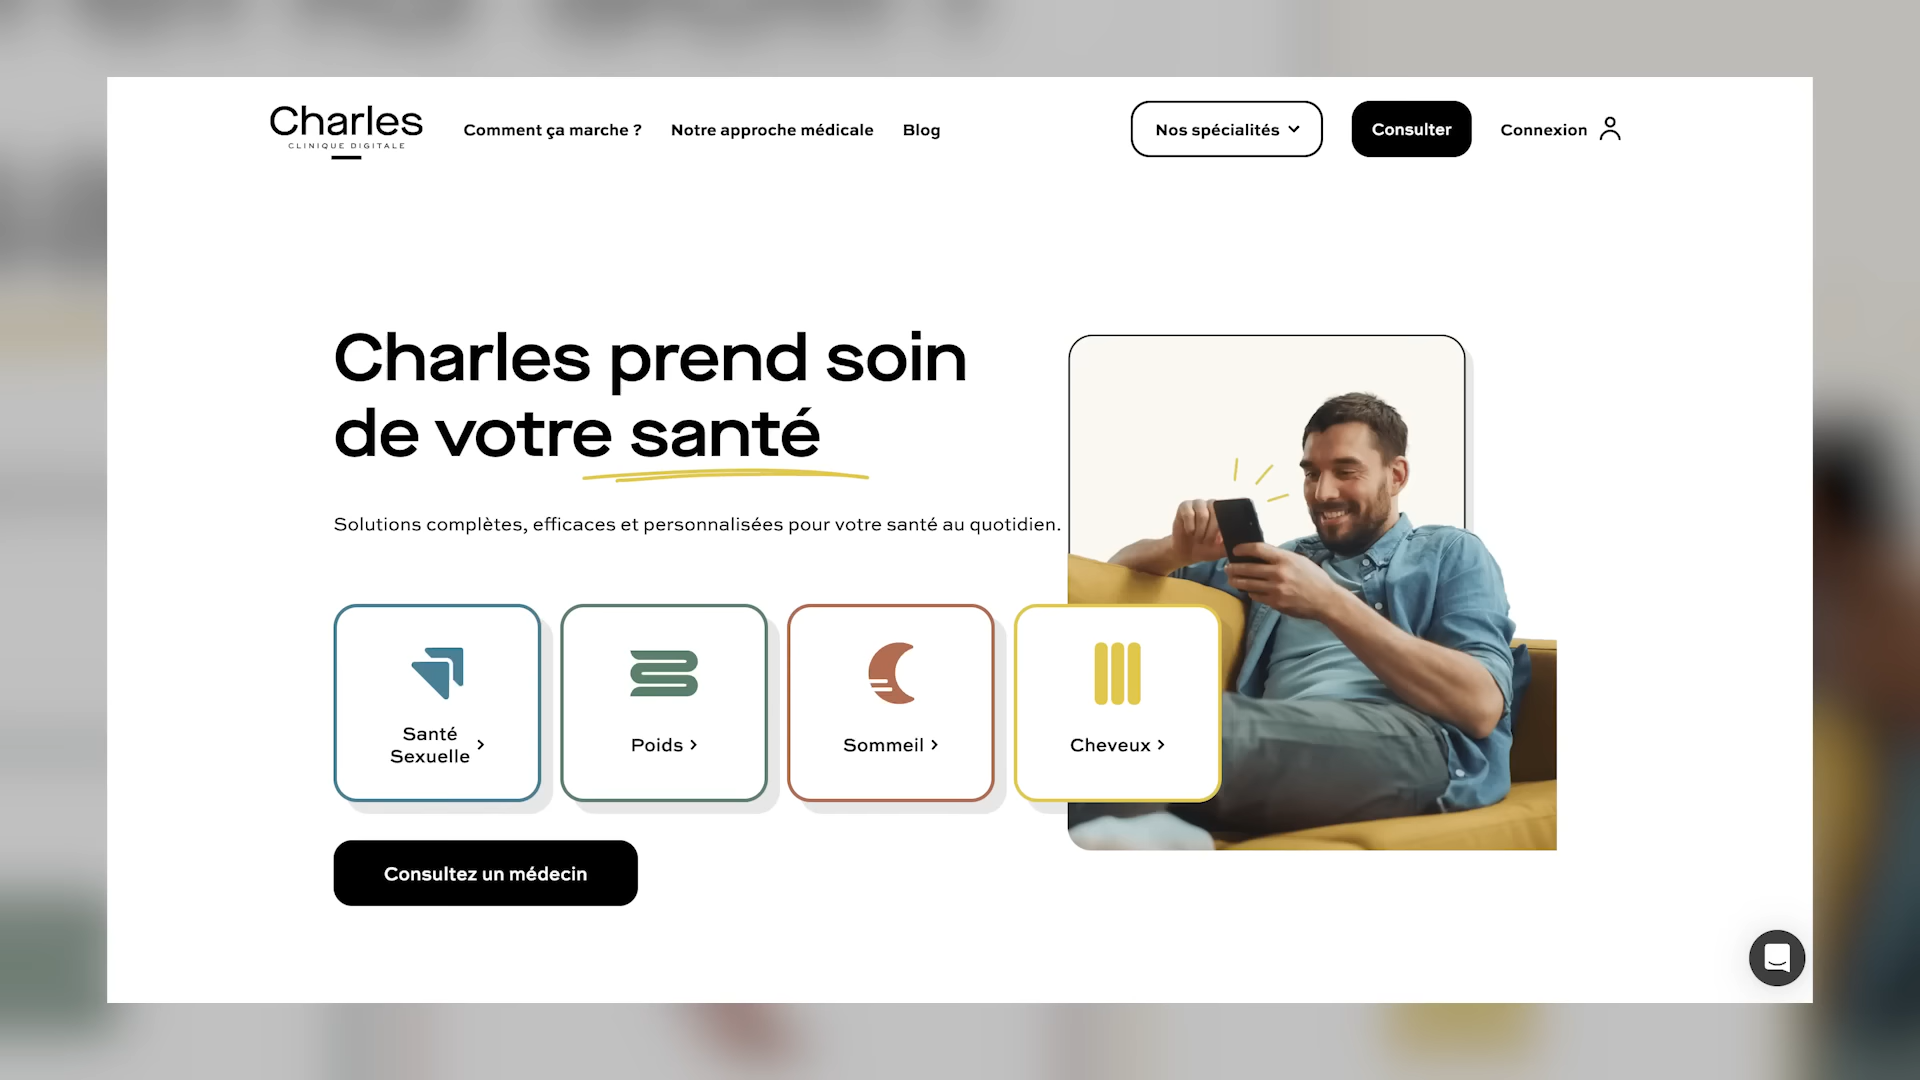 Charles
CLINIQUE DIGITALE
Comment ça marche ?
Notre approche médicale
Blog
Nos spécialités
Consulter
Connexion
Charles prend soin
de votre santé
Solutions complètes, efficaces et personnalisées pour votre santé au quotidien.
Santé
Sexuelle
Poids
Sommeil
Cheveux
Consultez un médecin